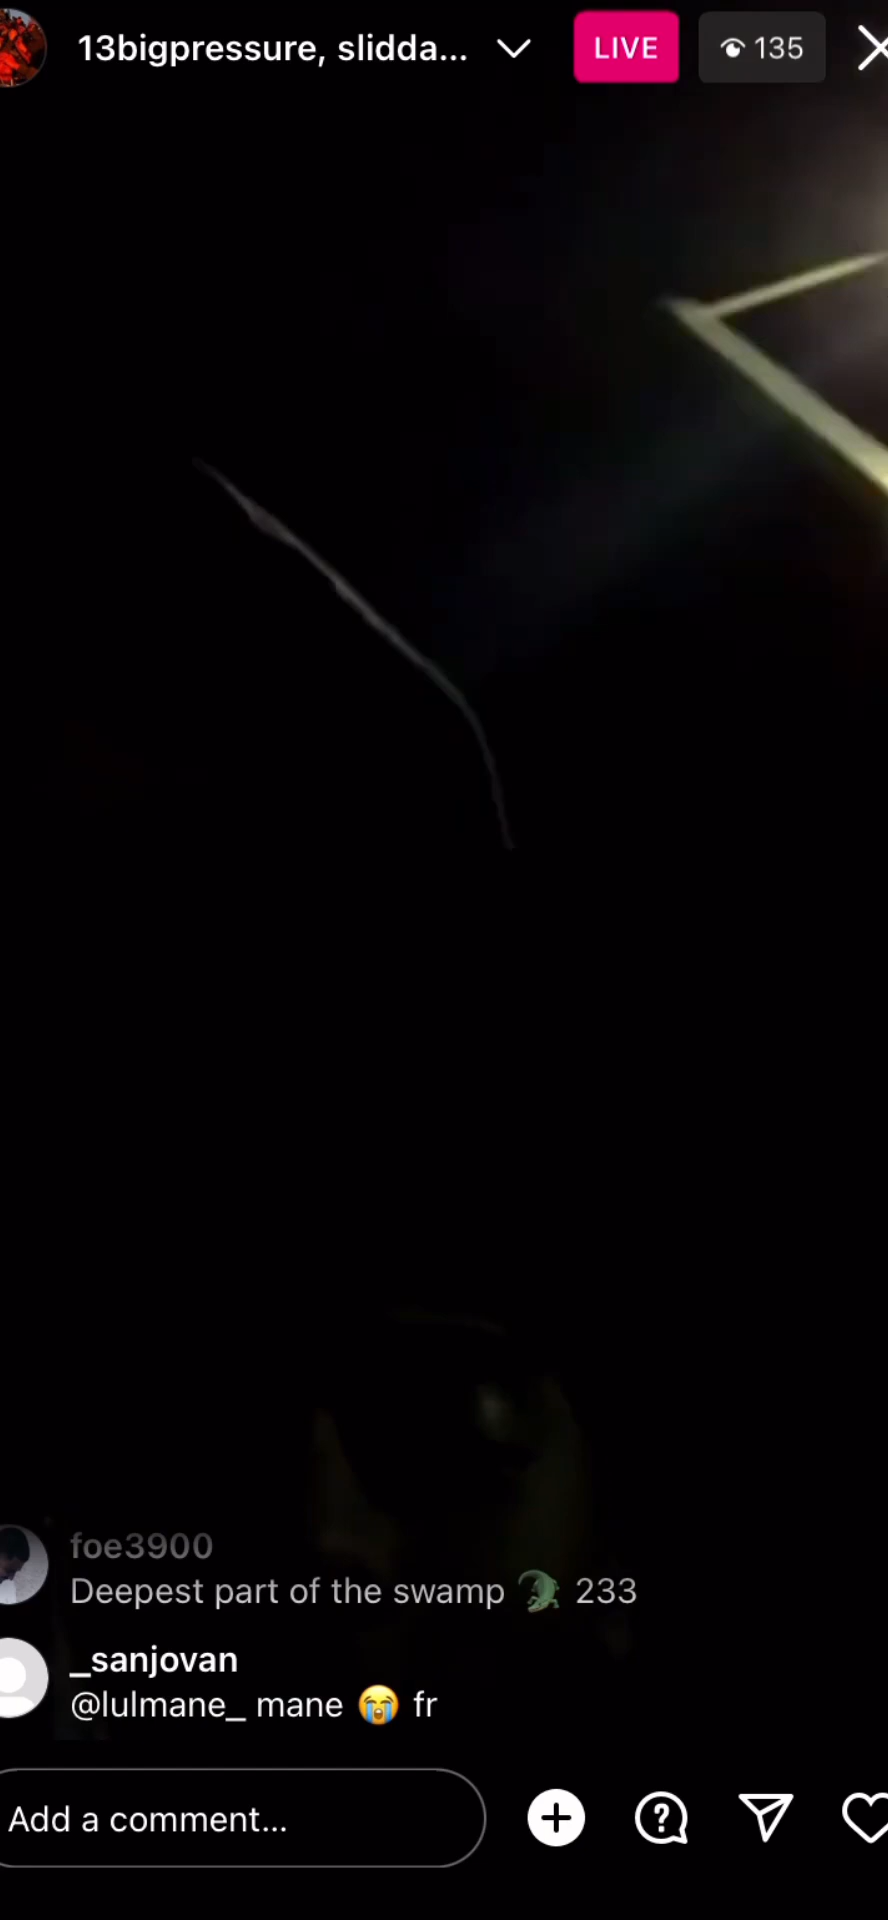 13bigpressure, slidda...
LIVE
135
foe3900
Deepest part of the swamp 🐊 233
_sanjovan
@lulmane_ mane 😭 fr
Add a comment...